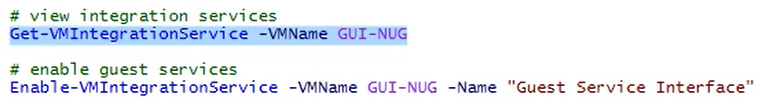 # view integration services
Get-VMIntegrationService -VMName GUI-NUG
# enable guest services
Enable-VMIntegrationService -VMName GUI-NUG -Name "Guest Service Interface"